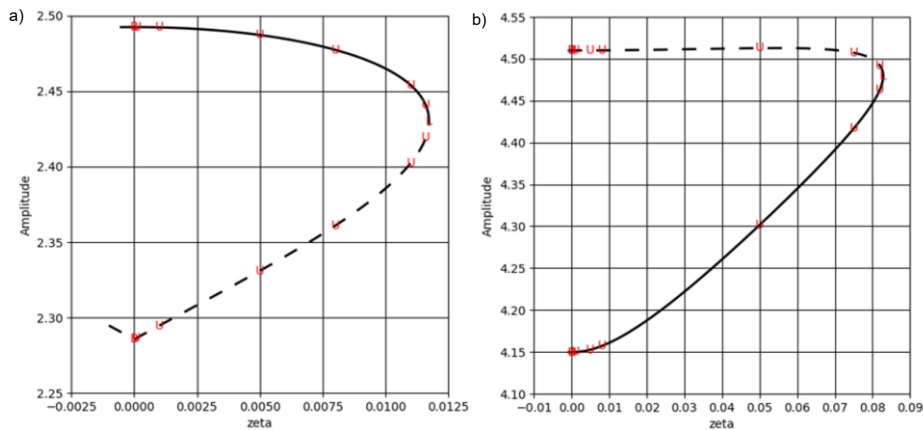 a)
2.50
2.45
2.40
2.35
2.30
2.25
Amplitude
−0.0025 0.0000 0.0025 0.0050 0.0075 0.0100 0.0125
zeta
U
U
U
U
U
L
U
U
U
U
U
b)
4.55
4.50
4.45
4.40
4.35
4.30
4.25
4.20
4.15
4.10
Amplitude
−0.01 0.00 0.01 0.02 0.03 0.04 0.05 0.06 0.07 0.08 0.09
zeta
U U U U
U
L
U
U
U
U U